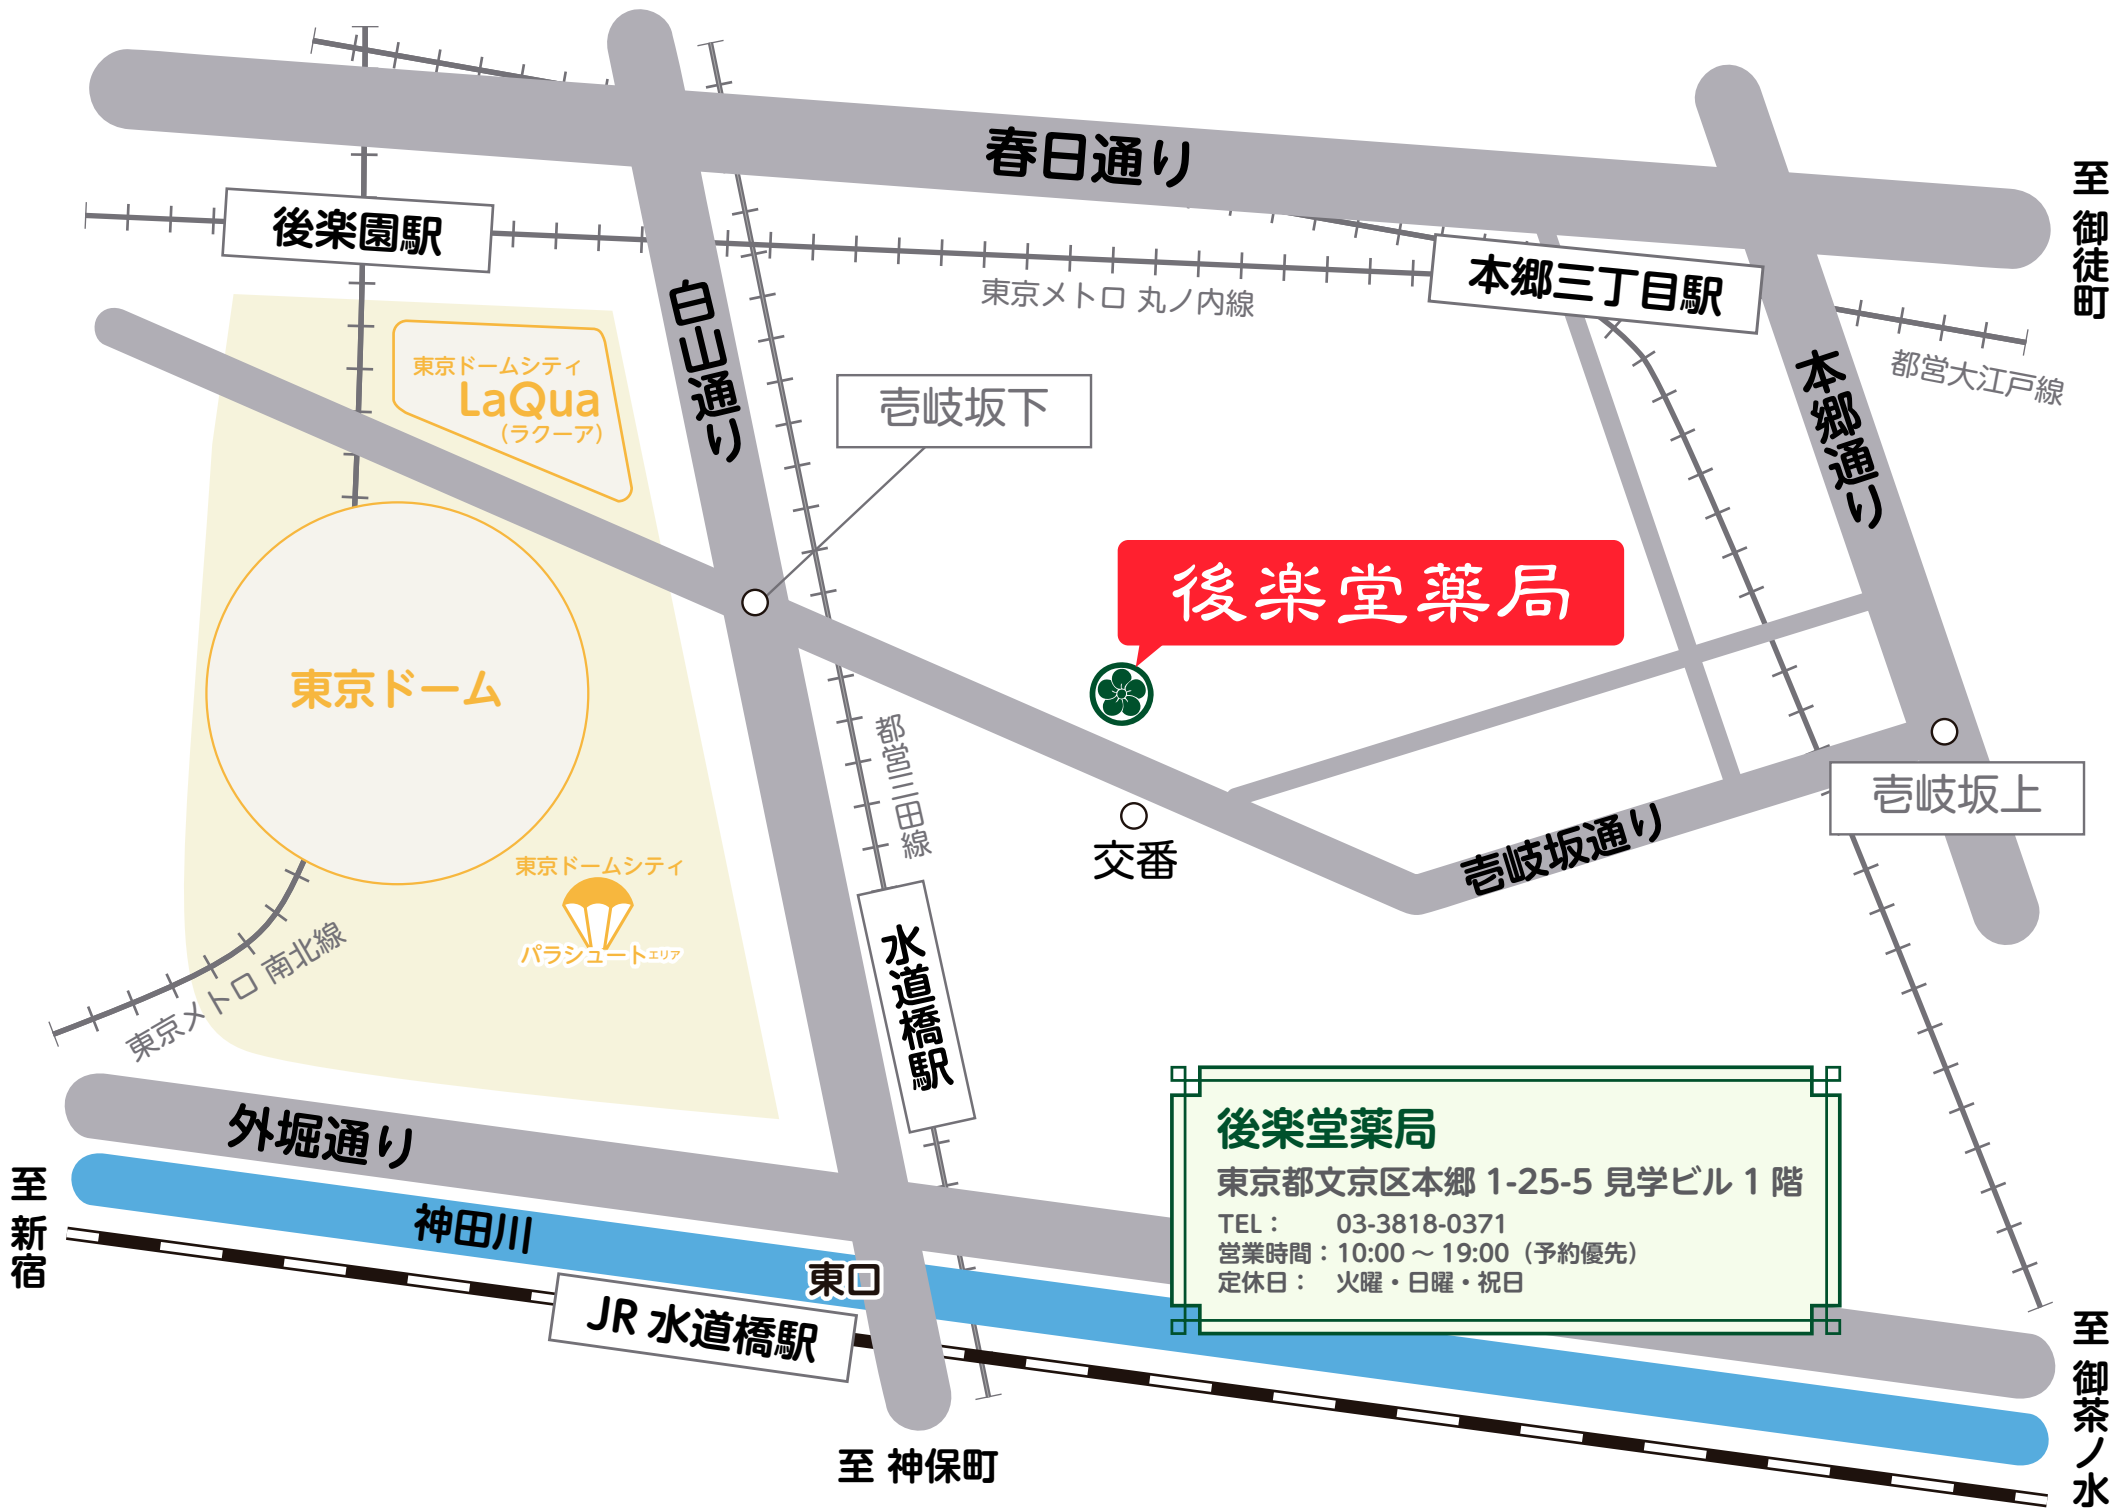 春日通り
至 御徒町
後楽園駅
本郷三丁目駅
東京メトロ 丸ノ内線
白山通り
都営大江戸線
本郷通り
東京ドームシティ
LaQua
（ラクーア）
壱岐坂下
後楽堂薬局
東京ドーム
都営三田線
壱岐坂上
交番
壱岐坂通り
東京ドームシティ
パラシュートエリア
東京メトロ 南北線
水道橋駅
外堀通り
至 新宿
神田川
東口
JR 水道橋駅
後楽堂薬局
東京都文京区本郷 1-25-5 見学ビル 1 階
TEL： 03-3818-0371
営業時間：10:00 〜 19:00（予約優先）
定休日： 火曜・日曜・祝日
至 御茶ノ水
至 神保町